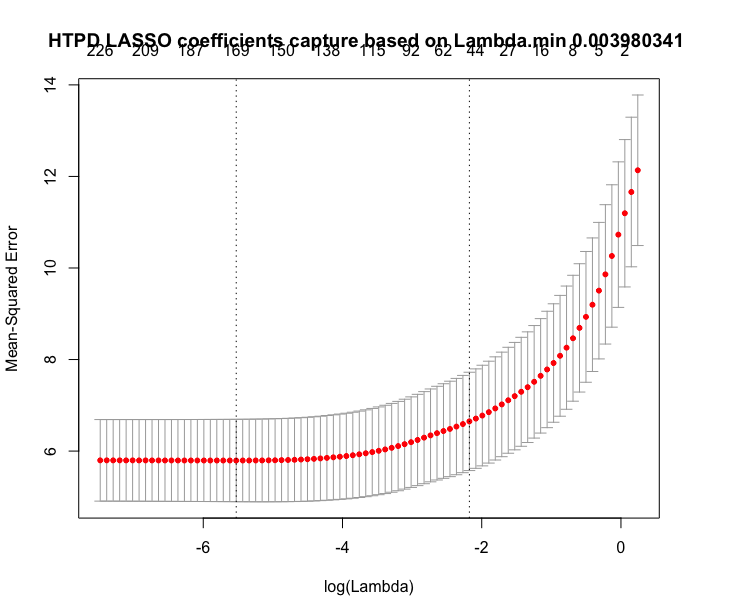 HTPD LASSO coefficients capture based on Lambda.min 0.003980341
226 209 187 169 150 138 115 92 62 44 27 16 8 5 2
14
12
10
8
6
Mean-Squared Error
-6 -4 -2 0
log(Lambda)